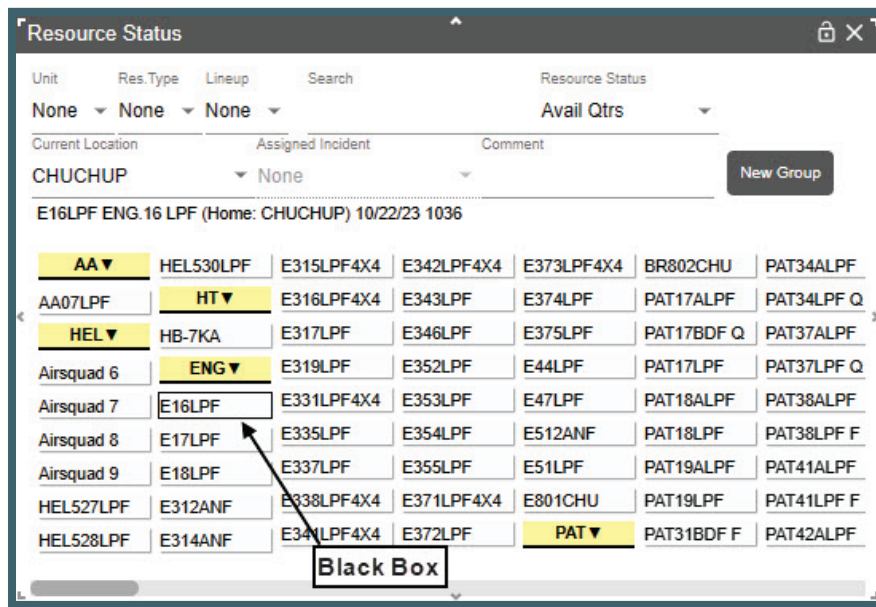 Resource Status
Unit Res.Type Lineup Search Resource Status
None None None Avail Qtrs
Current Location Assigned Incident Comment
CHUCHUP None New Group
E16LPF ENG.16 LPF (Home: CHUCHUP) 10/22/23 1036
AA▼ HEL530LPF E315LPF4X4 E342LPF4X4 E373LPF4X4 BR802CHU PAT34ALPF
AA07LPF HT▼ E316LPF4X4 E343LPF E374LPF PAT17ALPF PAT34LPF Q
HEL▼ HB-7KA E317LPF E346LPF E375LPF PAT17BDF Q PAT37ALPF
Airsquad 6 ENG▼ E319LPF E352LPF E44LPF PAT17LPF PAT37LPF Q
Airsquad 7 E16LPF E331LPF4X4 E353LPF E47LPF PAT18ALPF PAT38ALPF
Airsquad 8 E17LPF E335LPF E354LPF E512ANF PAT18LPF PAT38LPF F
Airsquad 9 E18LPF E337LPF E355LPF E51LPF PAT19ALPF PAT41ALPF
HEL527LPF E312ANF E338LPF4X4 E371LPF4X4 E801CHU PAT19LPF PAT41LPF F
HEL528LPF E314ANF E341LPF4X4 E372LPF PAT▼ PAT31BDF F PAT42ALPF
Black Box